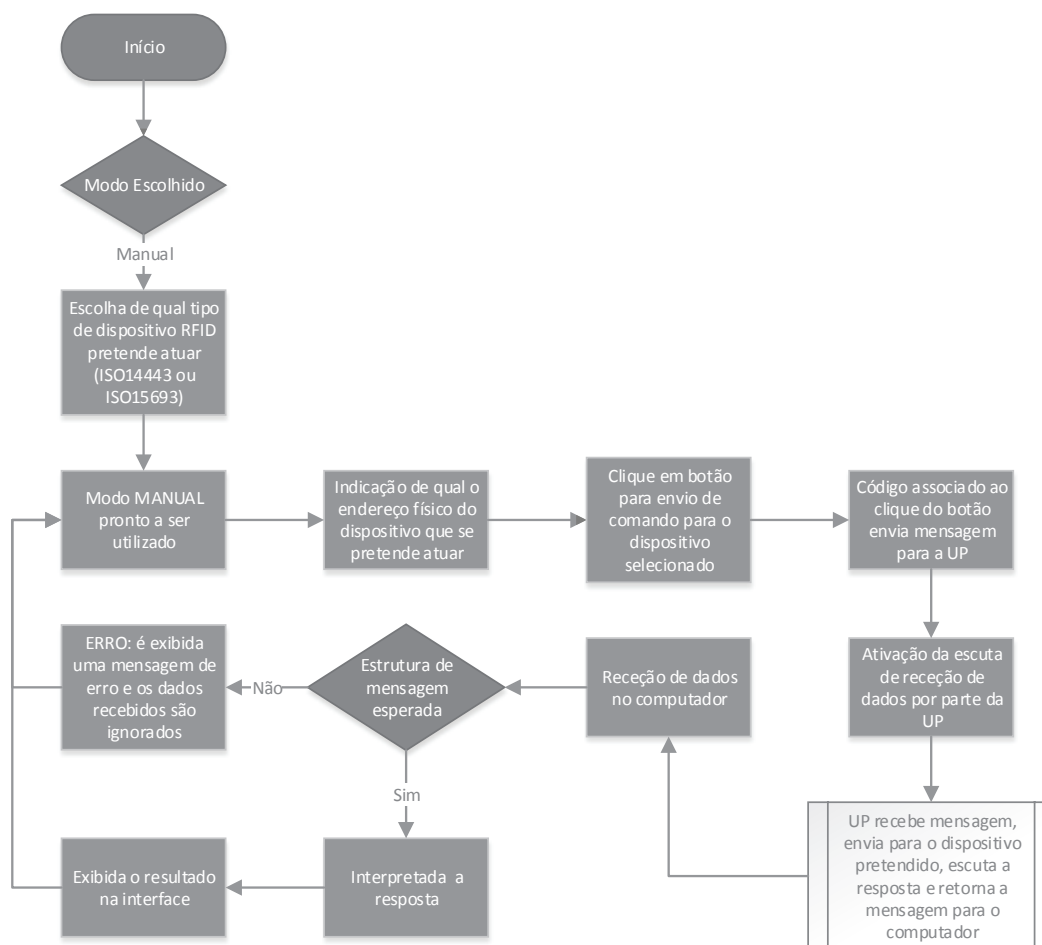 Início
Modo Escolhido
Manual
Escolha de qual tipo
de dispositivo RFID
pretende atuar
(ISO14443 ou
ISO15693)
Modo MANUAL
pronto a ser
utilizado
Indicação de qual o
endereço físico do
dispositivo que se
pretende atuar
Clique em botão
para envio de
comando para o
dispositivo
selecionado
Código associado ao
clique do botão
envia mensagem
para a UP
Ativação da escuta
de receção de
dados por parte da
UP
UP recebe mensagem,
envia para o dispositivo
pretendido, escuta a
resposta e retorna a
mensagem para o
computador
Receção de dados
no computador
Estrutura de
mensagem
esperada
Não
ERRO: é exibida
uma mensagem de
erro e os dados
recebidos são
ignorados
Sim
Interpretada a
resposta
Exibida o resultado
na interface